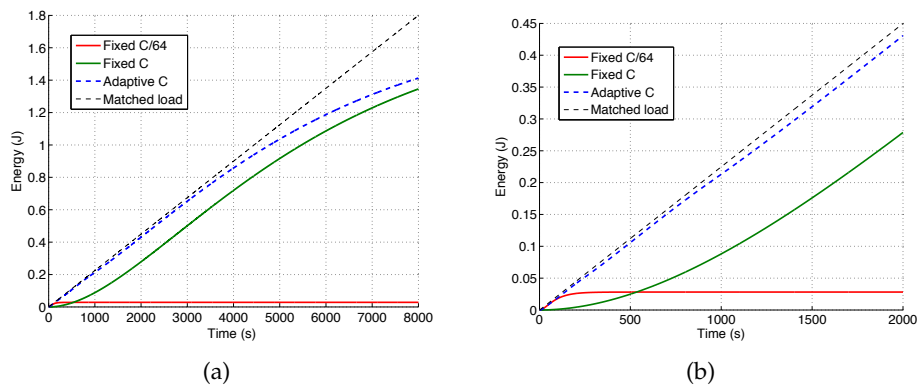 1.8
1.6
1.4
1.2
1
0.8
0.6
0.4
0.2
0
Energy (J)
Fixed C/64
Fixed C
Adaptive C
Matched load
0 1000 2000 3000 4000 5000 6000 7000 8000
Time (s)
(a)
0.45
0.4
0.35
0.3
0.25
0.2
0.15
0.1
0.05
0
Energy (J)
Fixed C/64
Fixed C
Adaptive C
Matched load
0 500 1000 1500 2000
Time (s)
(b)